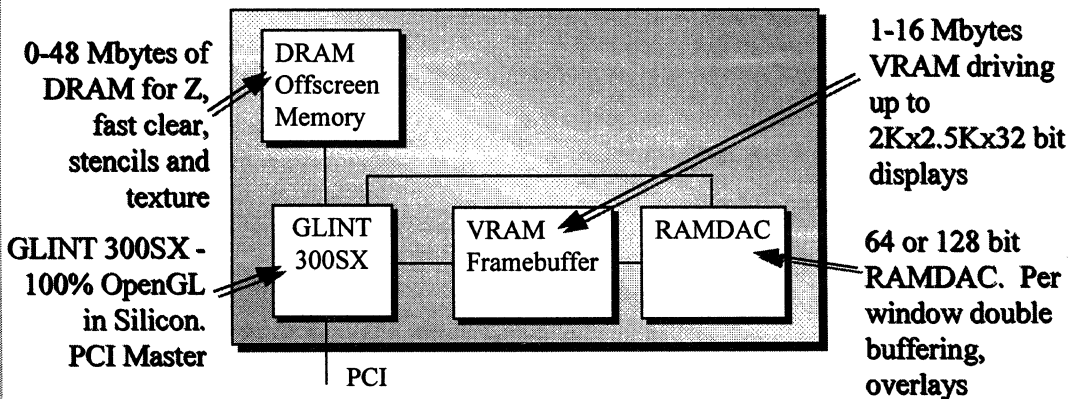 0-48 Mbytes of
DRAM for Z,
fast clear,
stencils and
texture
GLINT 300SX -
100% OpenGL
in Silicon.
PCI Master
DRAM
Offscreen
Memory
GLINT
300SX
VRAM
Framebuffer
RAMDAC
PCI
1-16 Mbytes
VRAM driving
up to
2Kx2.5Kx32 bit
displays
64 or 128 bit
RAMDAC. Per
window double
buffering,
overlays